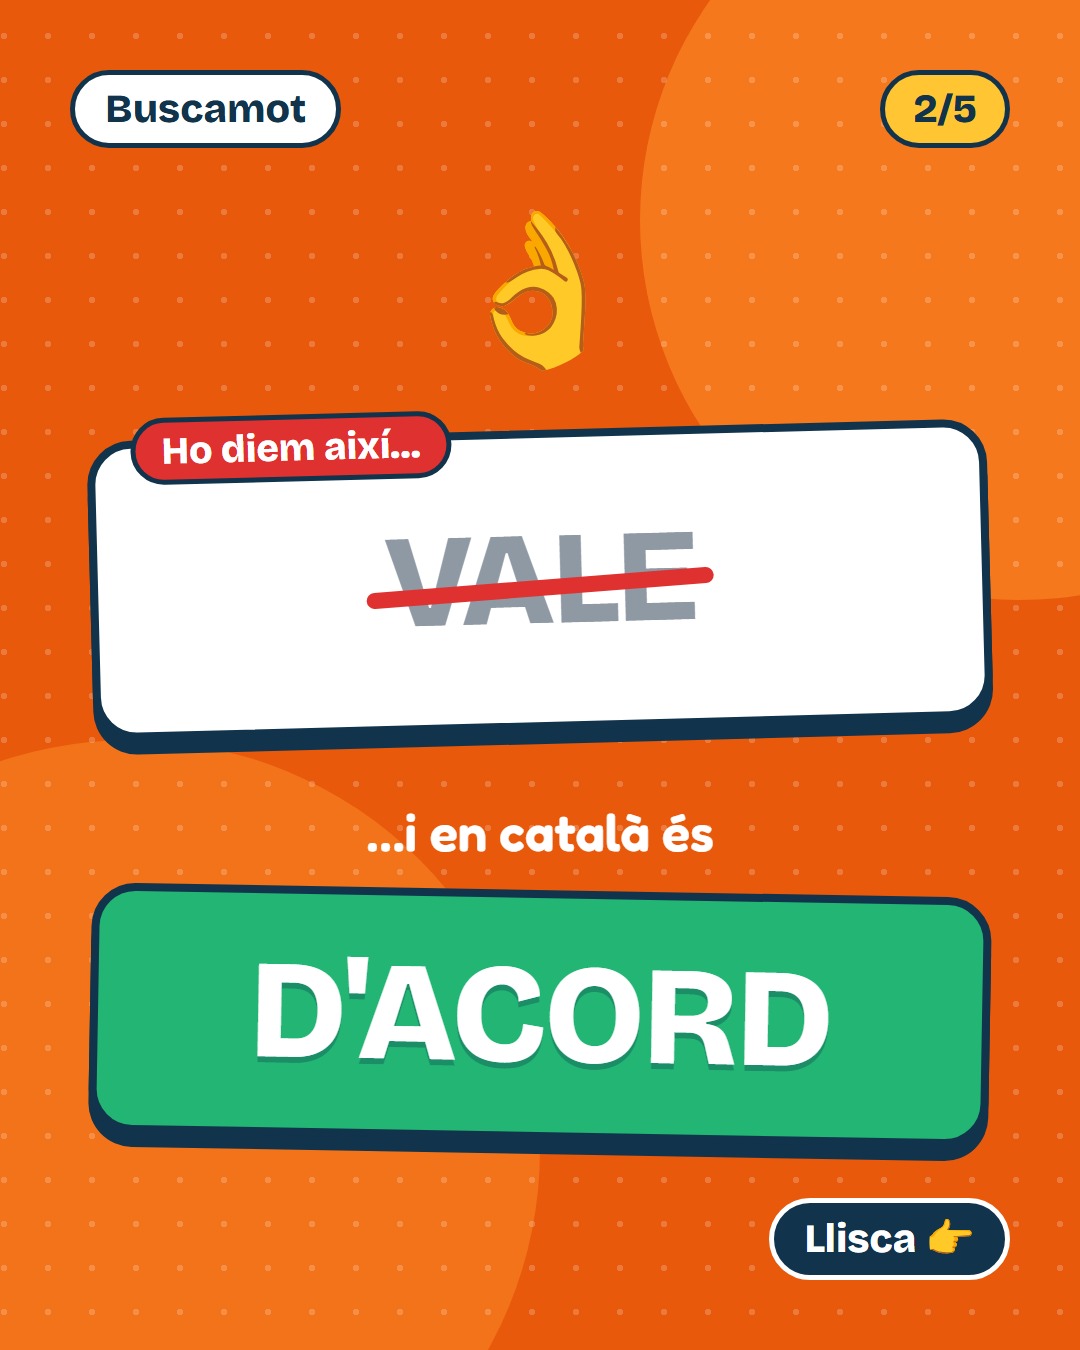 Buscamot
2/5
Ho diem així...
VALE
...i en català és
D'ACORD
Llisca 👉